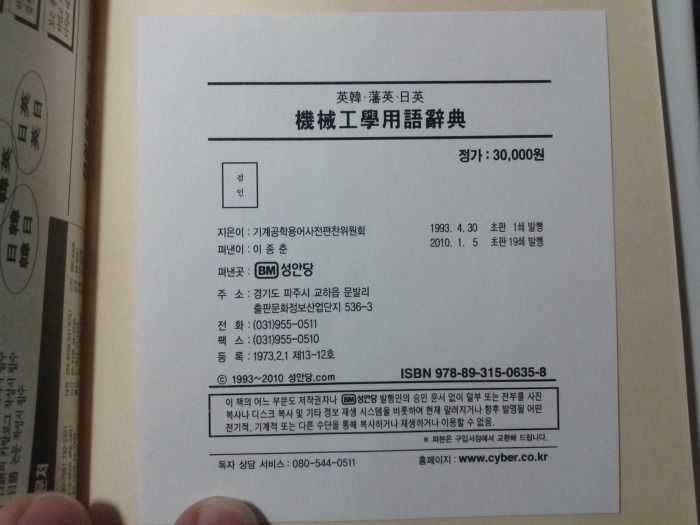 英韓·藩英·日英
機械工學用語辭典
정가 : 30,000원
검
인
지은이 : 기계공학용어사전편찬위원회
1993. 4. 30 초판 1쇄 발행
펴낸이 : 이 종 춘
2010. 1. 5 초판 19쇄 발행
펴낸곳 : BM 성안당
주 소 : 경기도 파주시 교하읍 문발리
출판문화정보산업단지 536-3
전 화 : (031)955-0511
팩 스 : (031)955-0510
등 록 : 1973.2.1 제13-12호
© 1993~2010 성안당.com
ISBN 978-89-315-0635-8
이 책의 어느 부분도 저작권자나 BM성안당 발행인의 승인 문서 없이 일부 또는 전부를 사진
복사나 디스크 복사 및 기타 정보 재생 시스템을 비롯하여 현재 알려지거나 향후 발명될 어떤
전기적, 기계적 또는 다른 수단을 통해 복사하거나 재생하거나 이용할 수 없음.
※ 파본은 구입서점에서 교환해 드립니다.
독자 상담 서비스 : 080-544-0511
홈페이지 : www.cyber.co.kr